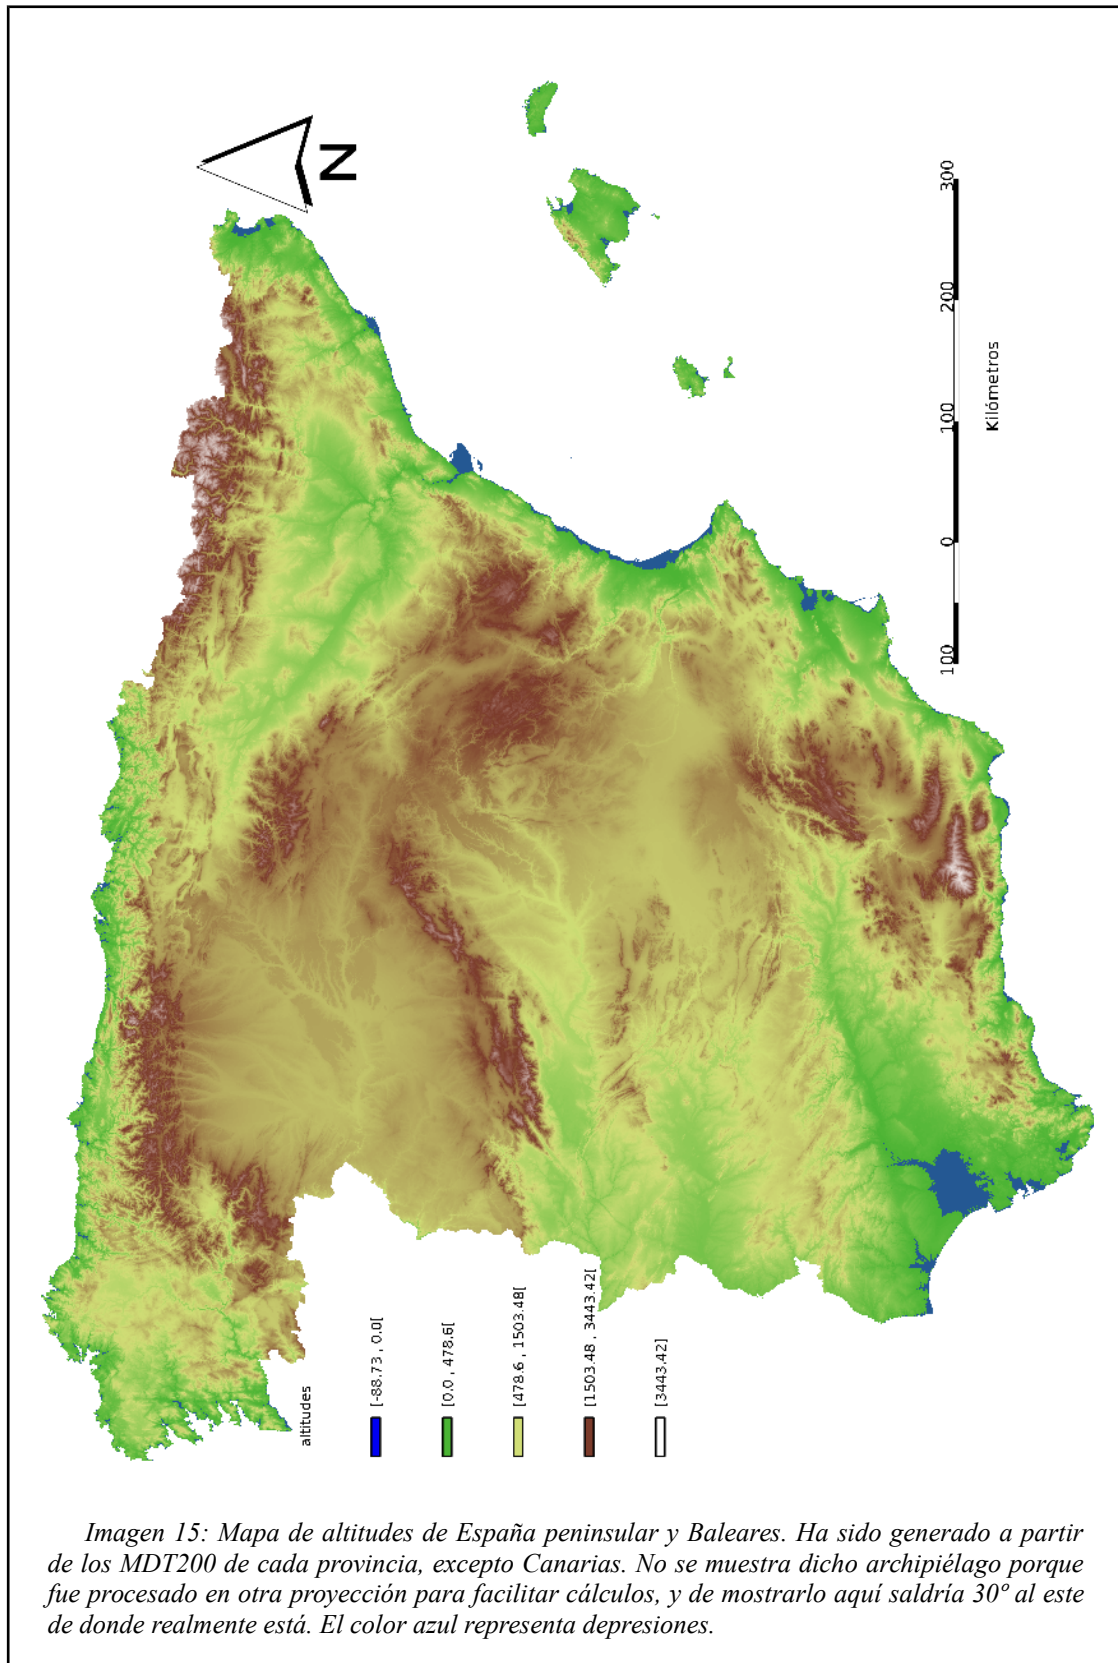 N
300
200
100
0
100
Kilómetros
altitudes
[-88.73 , 0.0[
[0.0 , 478.6[
[478.6 , 1503.48[
[1503.48 , 3443.42[
[3443.42]
Imagen 15: Mapa de altitudes de España peninsular y Baleares. Ha sido generado a partir
de los MDT200 de cada provincia, excepto Canarias. No se muestra dicho archipiélago porque
fue procesado en otra proyección para facilitar cálculos, y de mostrarlo aquí saldría 30º al este
de donde realmente está. El color azul representa depresiones.